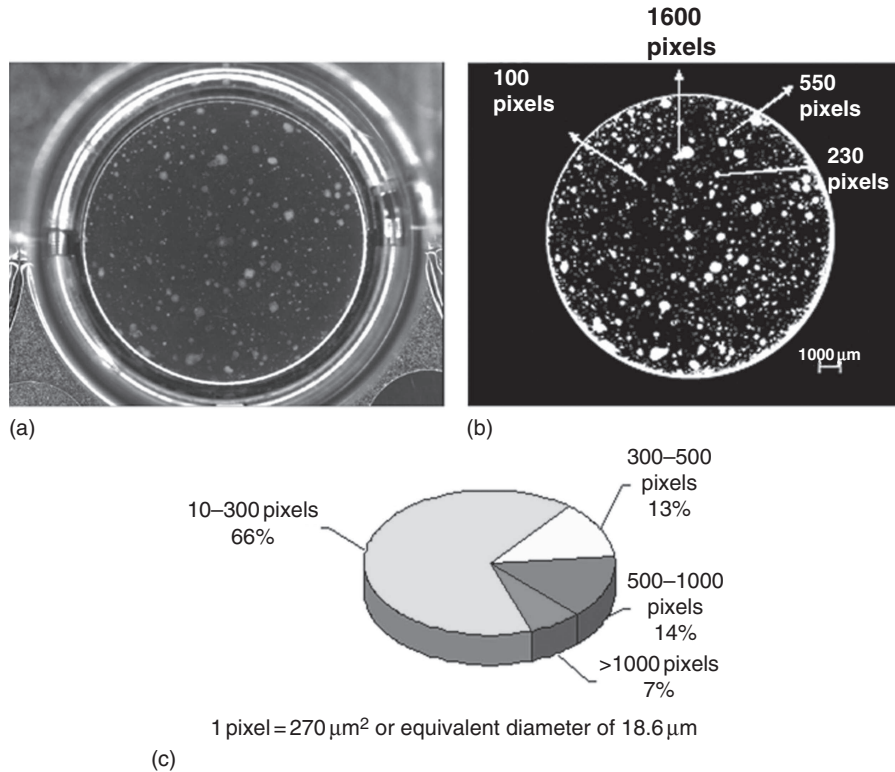 1600
pixels
100
pixels
550
pixels
230
pixels
1000 μm
(a)
(b)
10–300 pixels
66%
300–500
pixels
13%
500–1000
pixels
14%
>1000 pixels
7%
1 pixel = 270 μm² or equivalent diameter of 18.6 μm
(c)